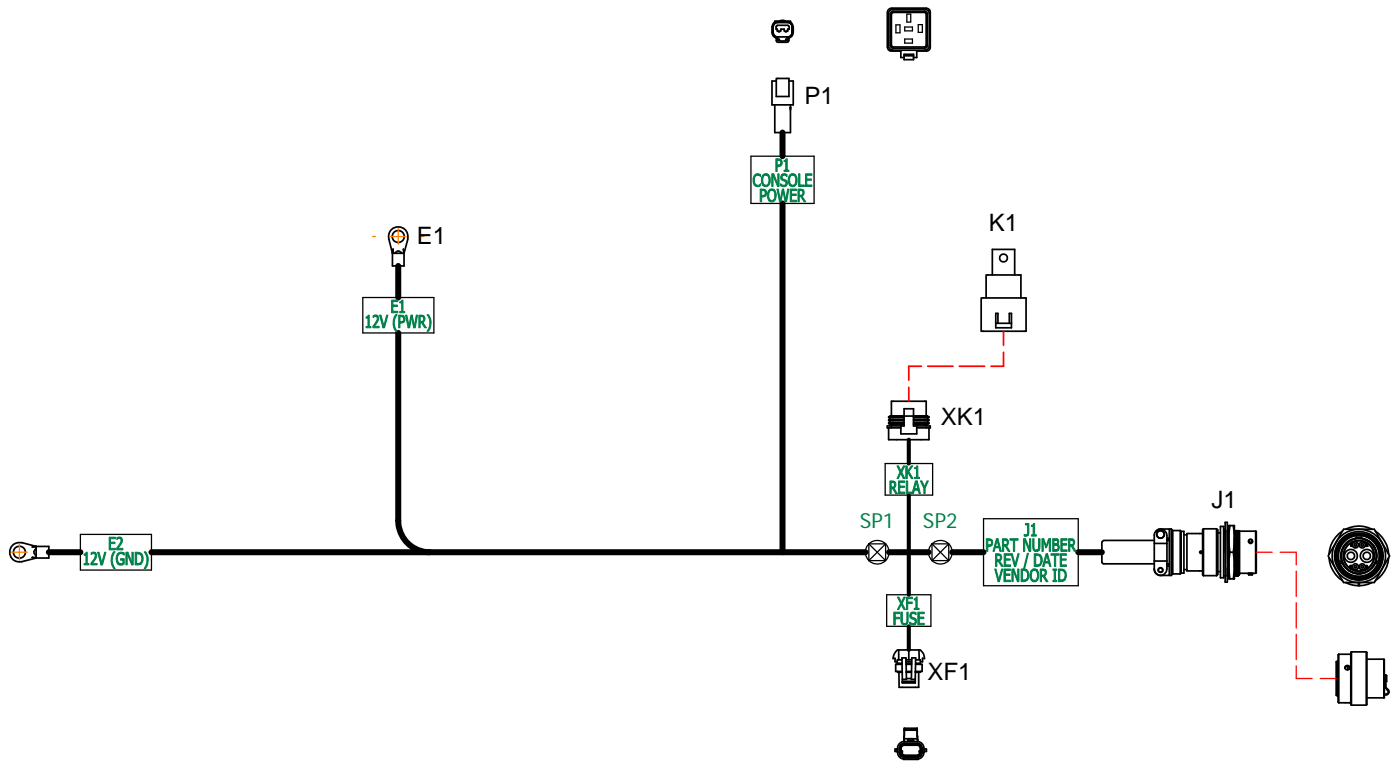 P1
P1
CONSOLE
POWER
E1
E1
12V (PWR)
K1
XK1
XK1
RELAY
SP1
SP2
J1
E2
12V (GND)
J1
PART NUMBER
REV / DATE
VENDOR ID
XF1
FUSE
XF1